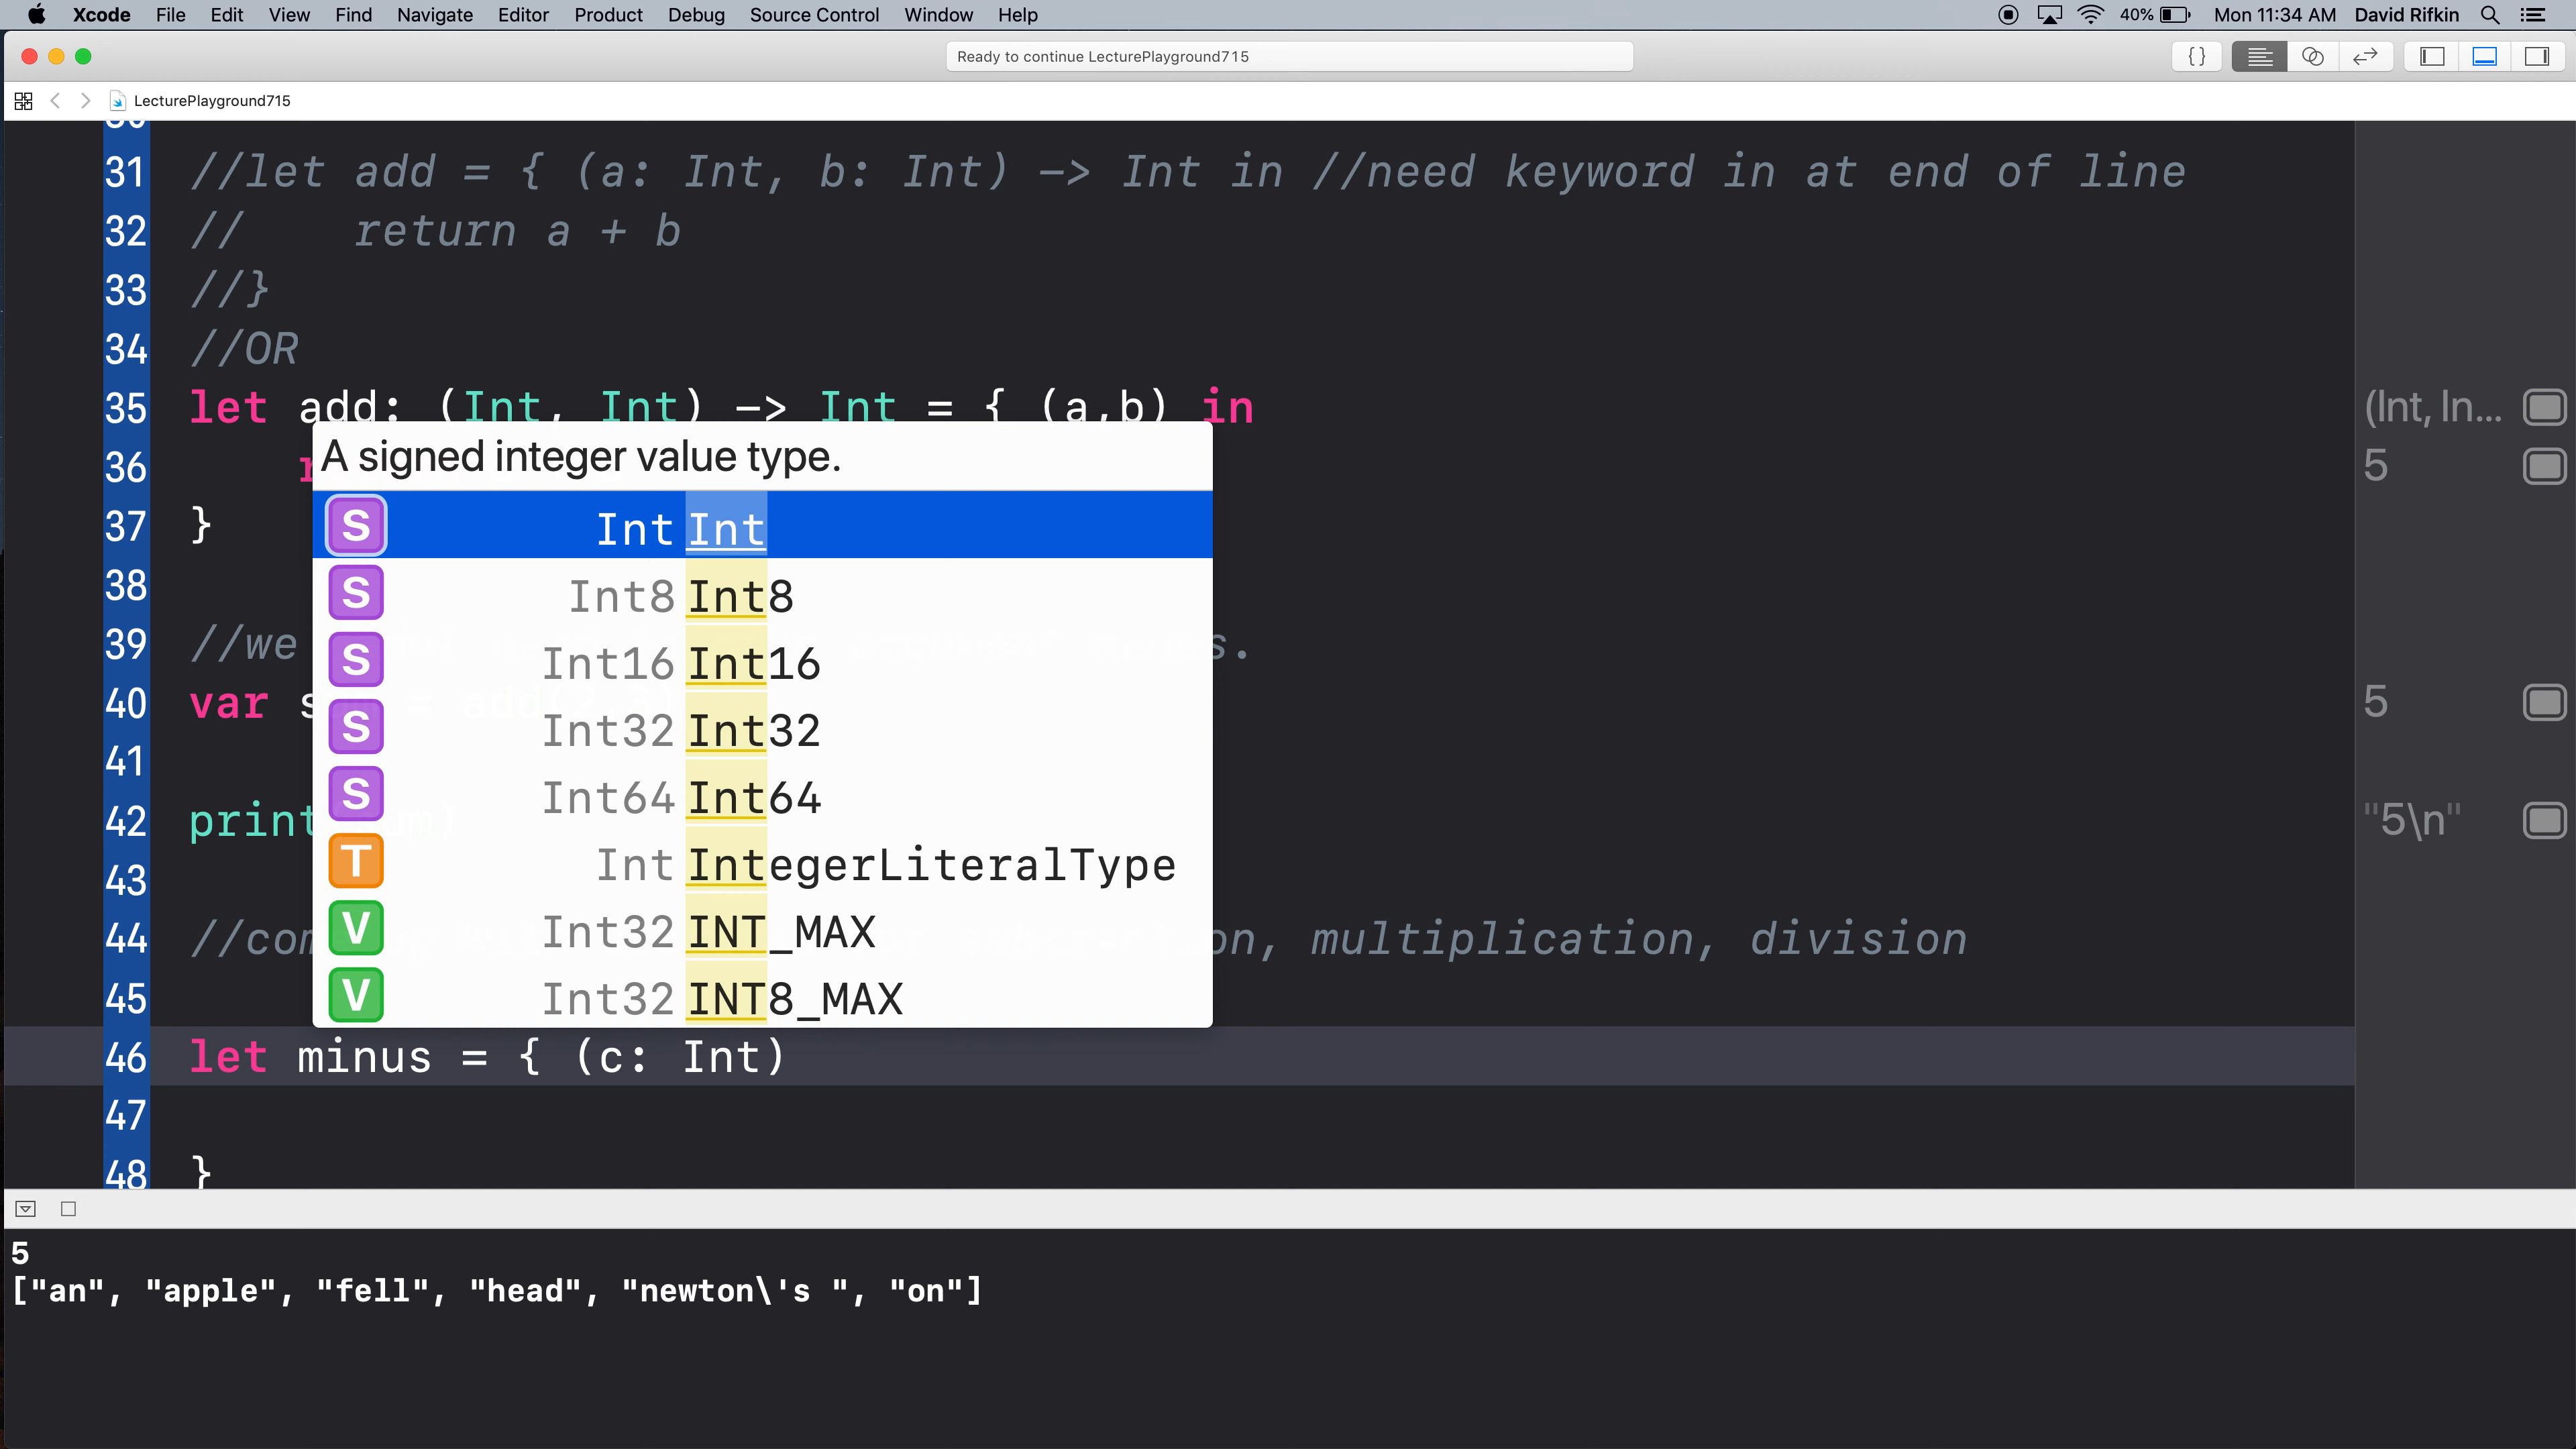 Xcode File Edit View Find Navigate Editor Product Debug Source Control Window Help 40% Mon 11:34 AM David Rifkin
Ready to continue LecturePlayground715 {}
LecturePlayground715
31 //let add = { (a: Int, b: Int) -> Int in //need keyword in at end of line
32 //    return a + b
33 //}
34 //OR
35 let add: (Int, Int) -> Int = { (a,b) in (Int, In...
36 5
A signed integer value type.
37 }
S Int Int
38
S Int8 Int8
39 //we s.
S Int16 Int16
40 var = add( 5
S Int32 Int32
41
S Int64 Int64
42 print um) "5\n"
43
T Int IntegerLiteralType
44 //com on, multiplication, division
V Int32 INT_MAX
45
V Int32 INT8_MAX
46 let minus = { (c: Int)
47
48 }
5
["an", "apple", "fell", "head", "newton\'s ", "on"]